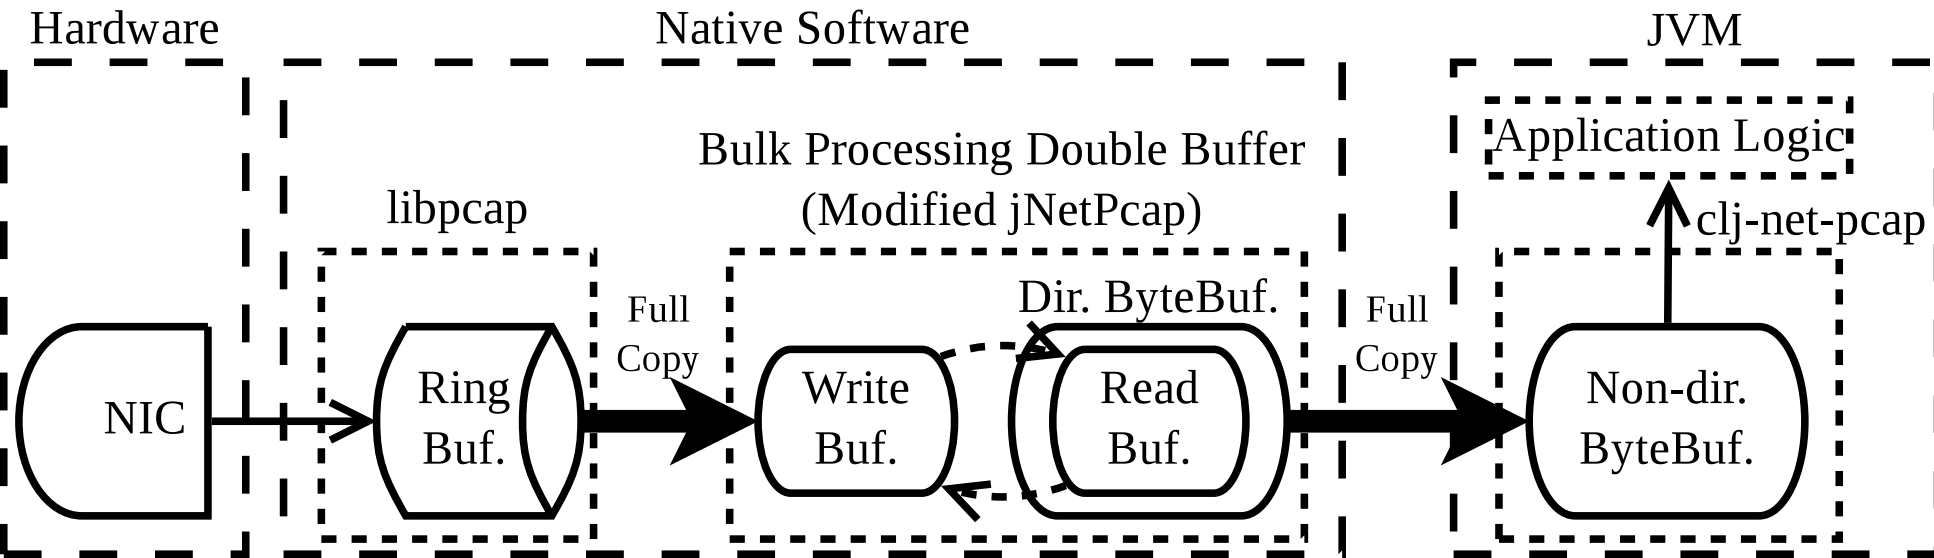 Hardware
Native Software
JVM
Application Logic
Bulk Processing Double Buffer
(Modified jNetPcap)
libpcap
clj-net-pcap
Dir. ByteBuf.
Full
Copy
Full
Copy
NIC
Ring
Buf.
Write
Buf.
Read
Buf.
Non-dir.
ByteBuf.